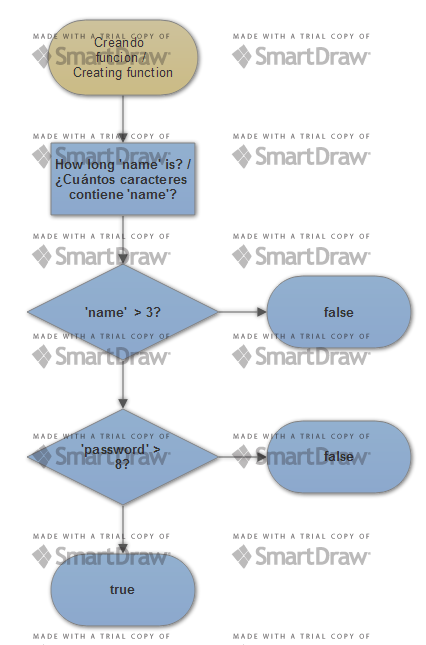 MADE WITH A TRIAL COPY OF MADE WITH A TRIAL COPY OF
SmartDraw SmartDraw
Creando
funcion /
Creating function
MADE WITH A TRIAL COPY OF MADE WITH A TRIAL COPY OF
SmartDraw SmartDraw
How long 'name' is? /
¿Cuántos caracteres
contiene 'name'?
MADE WITH A TRIAL COPY OF MADE WITH A TRIAL COPY OF
SmartDraw SmartDraw
'name' > 3?
false
MADE WITH A TRIAL COPY OF MADE WITH A TRIAL COPY OF
SmartDraw SmartDraw
MADE WITH A TRIAL COPY OF MADE WITH A TRIAL COPY OF
SmartDraw SmartDraw
'password' >
8?
false
MADE WITH A TRIAL COPY OF MADE WITH A TRIAL COPY OF
SmartDraw SmartDraw
true
MADE WITH A TRIAL COPY OF MADE WITH A TRIAL COPY OF